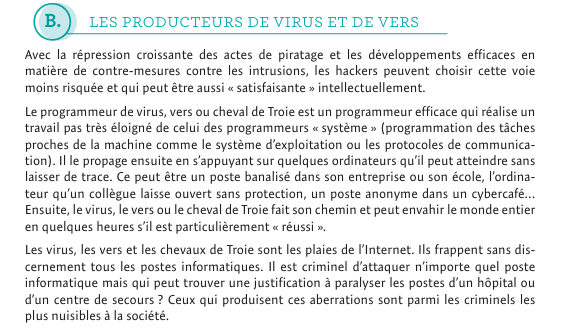 B. LES PRODUCTEURS DE VIRUS ET DE VERS
Avec la répression croissante des actes de piratage et les développements efficaces en
matière de contre-mesures contre les intrusions, les hackers peuvent choisir cette voie
moins risquée et qui peut être aussi « satisfaisante » intellectuellement.
Le programmeur de virus, vers ou cheval de Troie est un programmeur efficace qui réalise un
travail pas très éloigné de celui des programmeurs « système » (programmation des tâches
proches de la machine comme le système d'exploitation ou les protocoles de communica-
tion). Il le propage ensuite en s'appuyant sur quelques ordinateurs qu'il peut atteindre sans
laisser de trace. Ce peut être un poste banalisé dans son entreprise ou son école, l'ordina-
teur qu'un collègue laisse ouvert sans protection, un poste anonyme dans un cybercafé...
Ensuite, le virus, le vers ou le cheval de Troie fait son chemin et peut envahir le monde entier
en quelques heures s'il est particulièrement « réussi ».
Les virus, les vers et les chevaux de Troie sont les plaies de l'Internet. Ils frappent sans dis-
cernement tous les postes informatiques. Il est criminel d'attaquer n'importe quel poste
informatique mais qui peut trouver une justification à paralyser les postes d'un hôpital ou
d'un centre de secours ? Ceux qui produisent ces aberrations sont parmi les criminels les
plus nuisibles à la société.